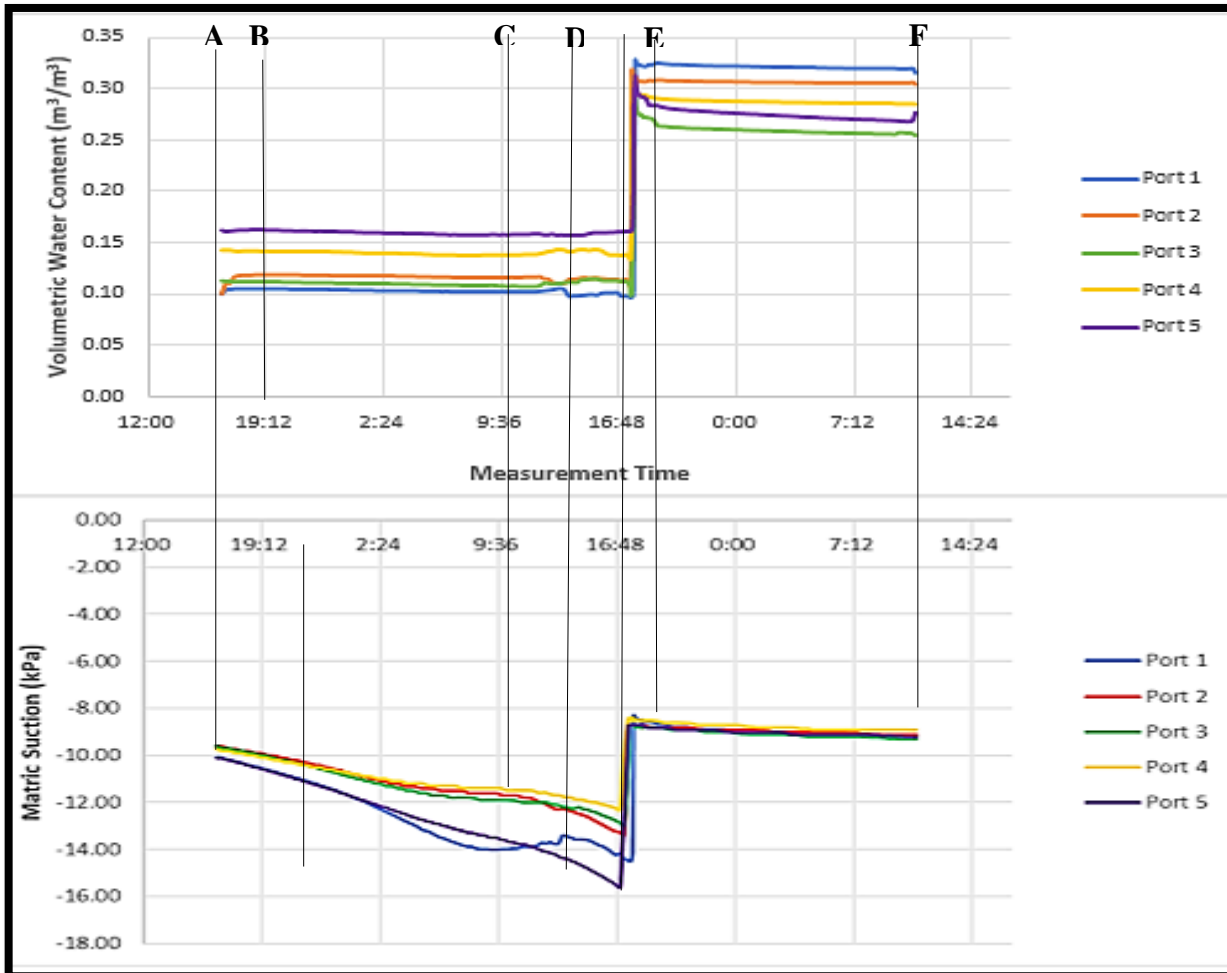 A B C D E F
0.35
0.30
0.25
0.20
0.15
0.10
0.05
0.00
Volumetric Water Content (m³/m³)
12:00 19:12 2:24 9:36 16:48 0:00 7:12 14:24
Measurement Time
Port 1
Port 2
Port 3
Port 4
Port 5
0.00
12:00 19:12 2:24 9:36 16:48 0:00 7:12 14:24
-2.00
-4.00
-6.00
-8.00
-10.00
-12.00
-14.00
-16.00
-18.00
Matric Suction (kPa)
Port 1
Port 2
Port 3
Port 4
Port 5